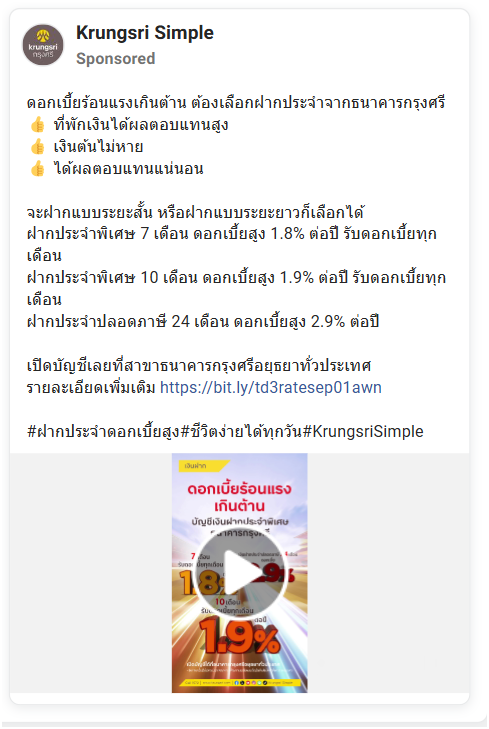 krungsri
กรุงศรี
Krungsri Simple
Sponsored
ดอกเบี้ยร้อนแรงเกินต้าน ต้องเลือกฝากประจำจากธนาคารกรุงศรี
👍 ที่พักเงินได้ผลตอบแทนสูง
👍 เงินต้นไม่หาย
👍 ได้ผลตอบแทนแน่นอน
จะฝากแบบระยะสั้น หรือฝากแบบระยะยาวก็เลือกได้
ฝากประจำพิเศษ 7 เดือน ดอกเบี้ยสูง 1.8% ต่อปี รับดอกเบี้ยทุก
เดือน
ฝากประจำพิเศษ 10 เดือน ดอกเบี้ยสูง 1.9% ต่อปี รับดอกเบี้ยทุก
เดือน
ฝากประจำปลอดภาษี 24 เดือน ดอกเบี้ยสูง 2.9% ต่อปี
เปิดบัญชีเลยที่สาขาธนาคารกรุงศรีอยุธยาทั่วประเทศ
รายละเอียดเพิ่มเติม https://bit.ly/td3ratesep01awn
#ฝากประจำดอกเบี้ยสูง#ชีวิตง่ายได้ทุกวัน#KrungsriSimple
เงินฝาก
ดอกเบี้ยร้อนแรง
เกินต้าน
บัญชีเงินฝากประจำพิเศษ
10 เดือน
1.9%